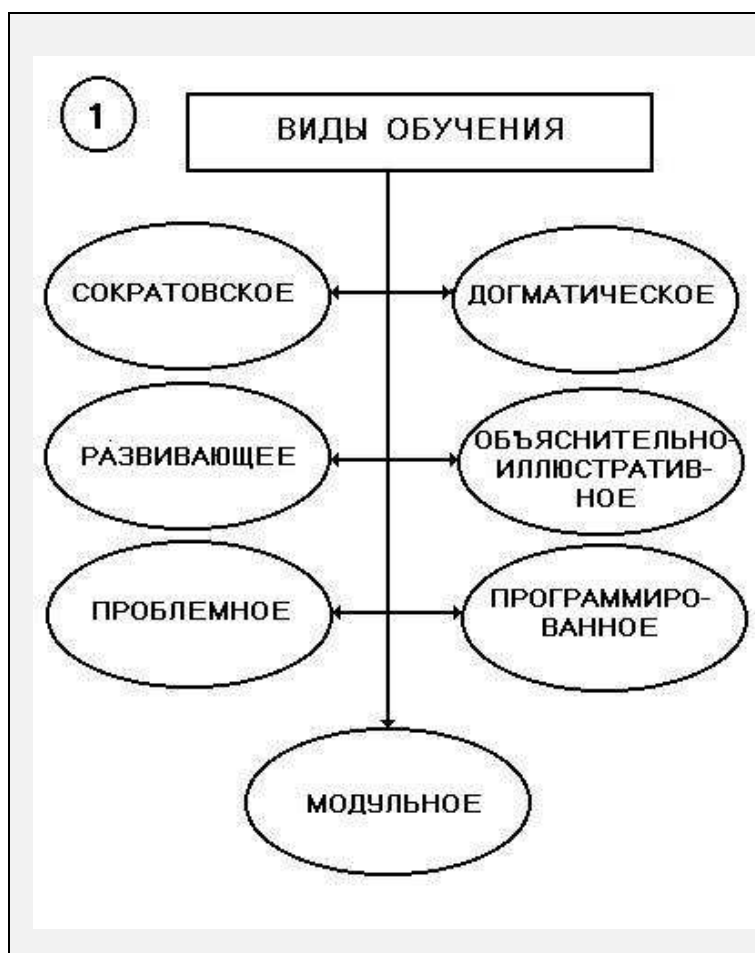 1
ВИДЫ ОБУЧЕНИЯ
СОКРАТОВСКОЕ
ДОГМАТИЧЕСКОЕ
РАЗВИВАЮЩЕЕ
ОБЪЯСНИТЕЛЬНО-
ИЛЛЮСТРАТИВ-
НОЕ
ПРОБЛЕМНОЕ
ПРОГРАММИРО-
ВАННОЕ
МОДУЛЬНОЕ